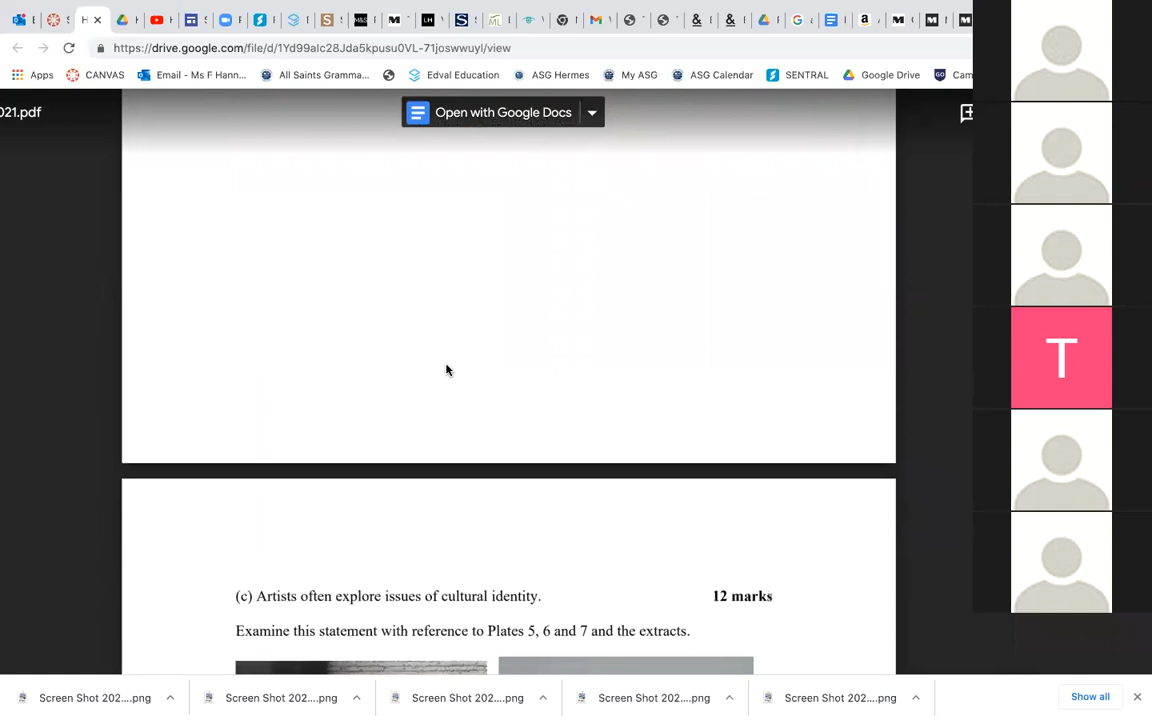 https://drive.google.com/file/d/1Yd99alc28Jda5kpusu0VL-71joswwuyl/view
Apps
CANVAS
Email - Ms F Hann...
All Saints Gramma...
Edval Education
ASG Hermes
My ASG
ASG Calendar
SENTRAL
Google Drive
Cam
021.pdf
Open with Google Docs
T
(c) Artists often explore issues of cultural identity. 12 marks
Examine this statement with reference to Plates 5, 6 and 7 and the extracts.
Screen Shot 202....png
Screen Shot 202....png
Screen Shot 202....png
Screen Shot 202....png
Screen Shot 202....png
Show all